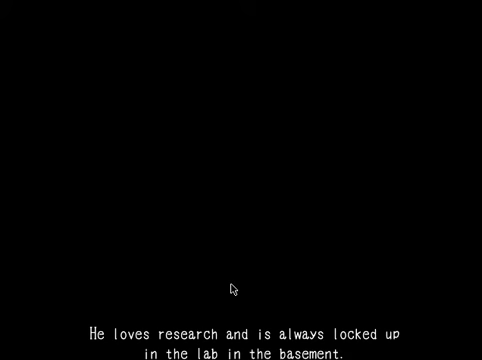 He loves research and is always locked up
in the lab in the basement.